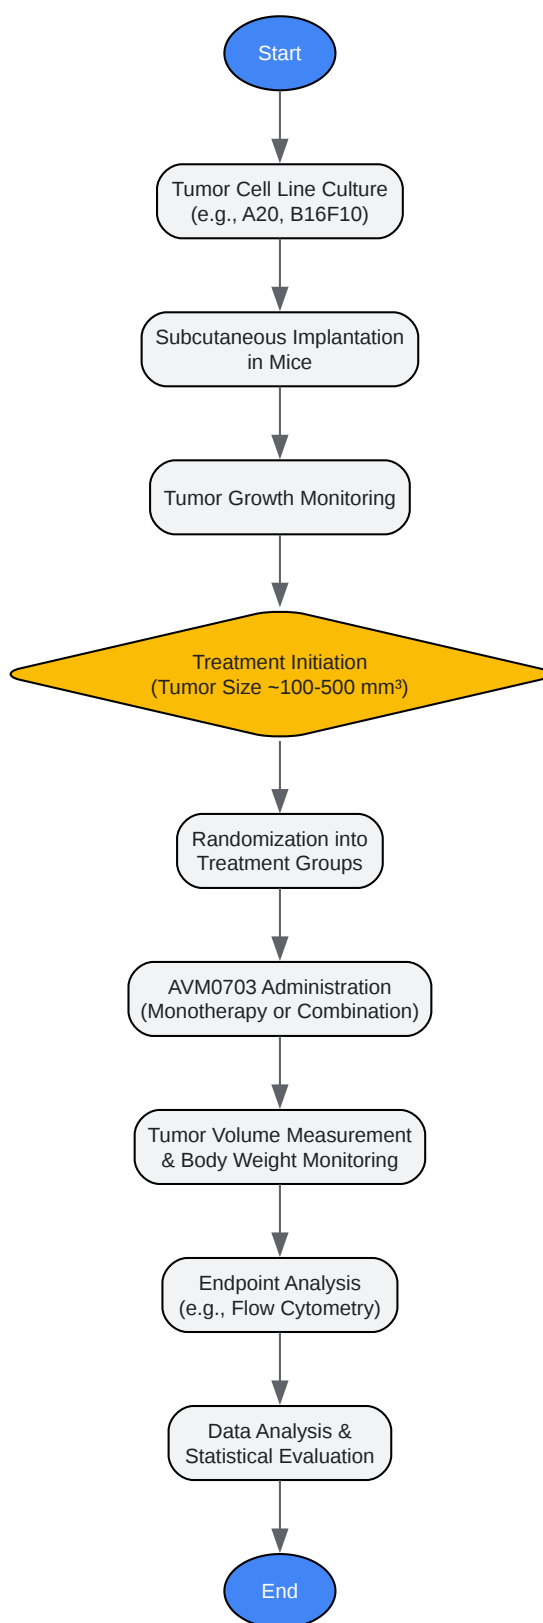 Start
Tumor Cell Line Culture
(e.g., A20, B16F10)
Subcutaneous Implantation
in Mice
Tumor Growth Monitoring
Treatment Initiation
(Tumor Size ~100-500 mm³)
Randomization into
Treatment Groups
AVM0703 Administration
(Monotherapy or Combination)
Tumor Volume Measurement
& Body Weight Monitoring
Endpoint Analysis
(e.g., Flow Cytometry)
Data Analysis &
Statistical Evaluation
End